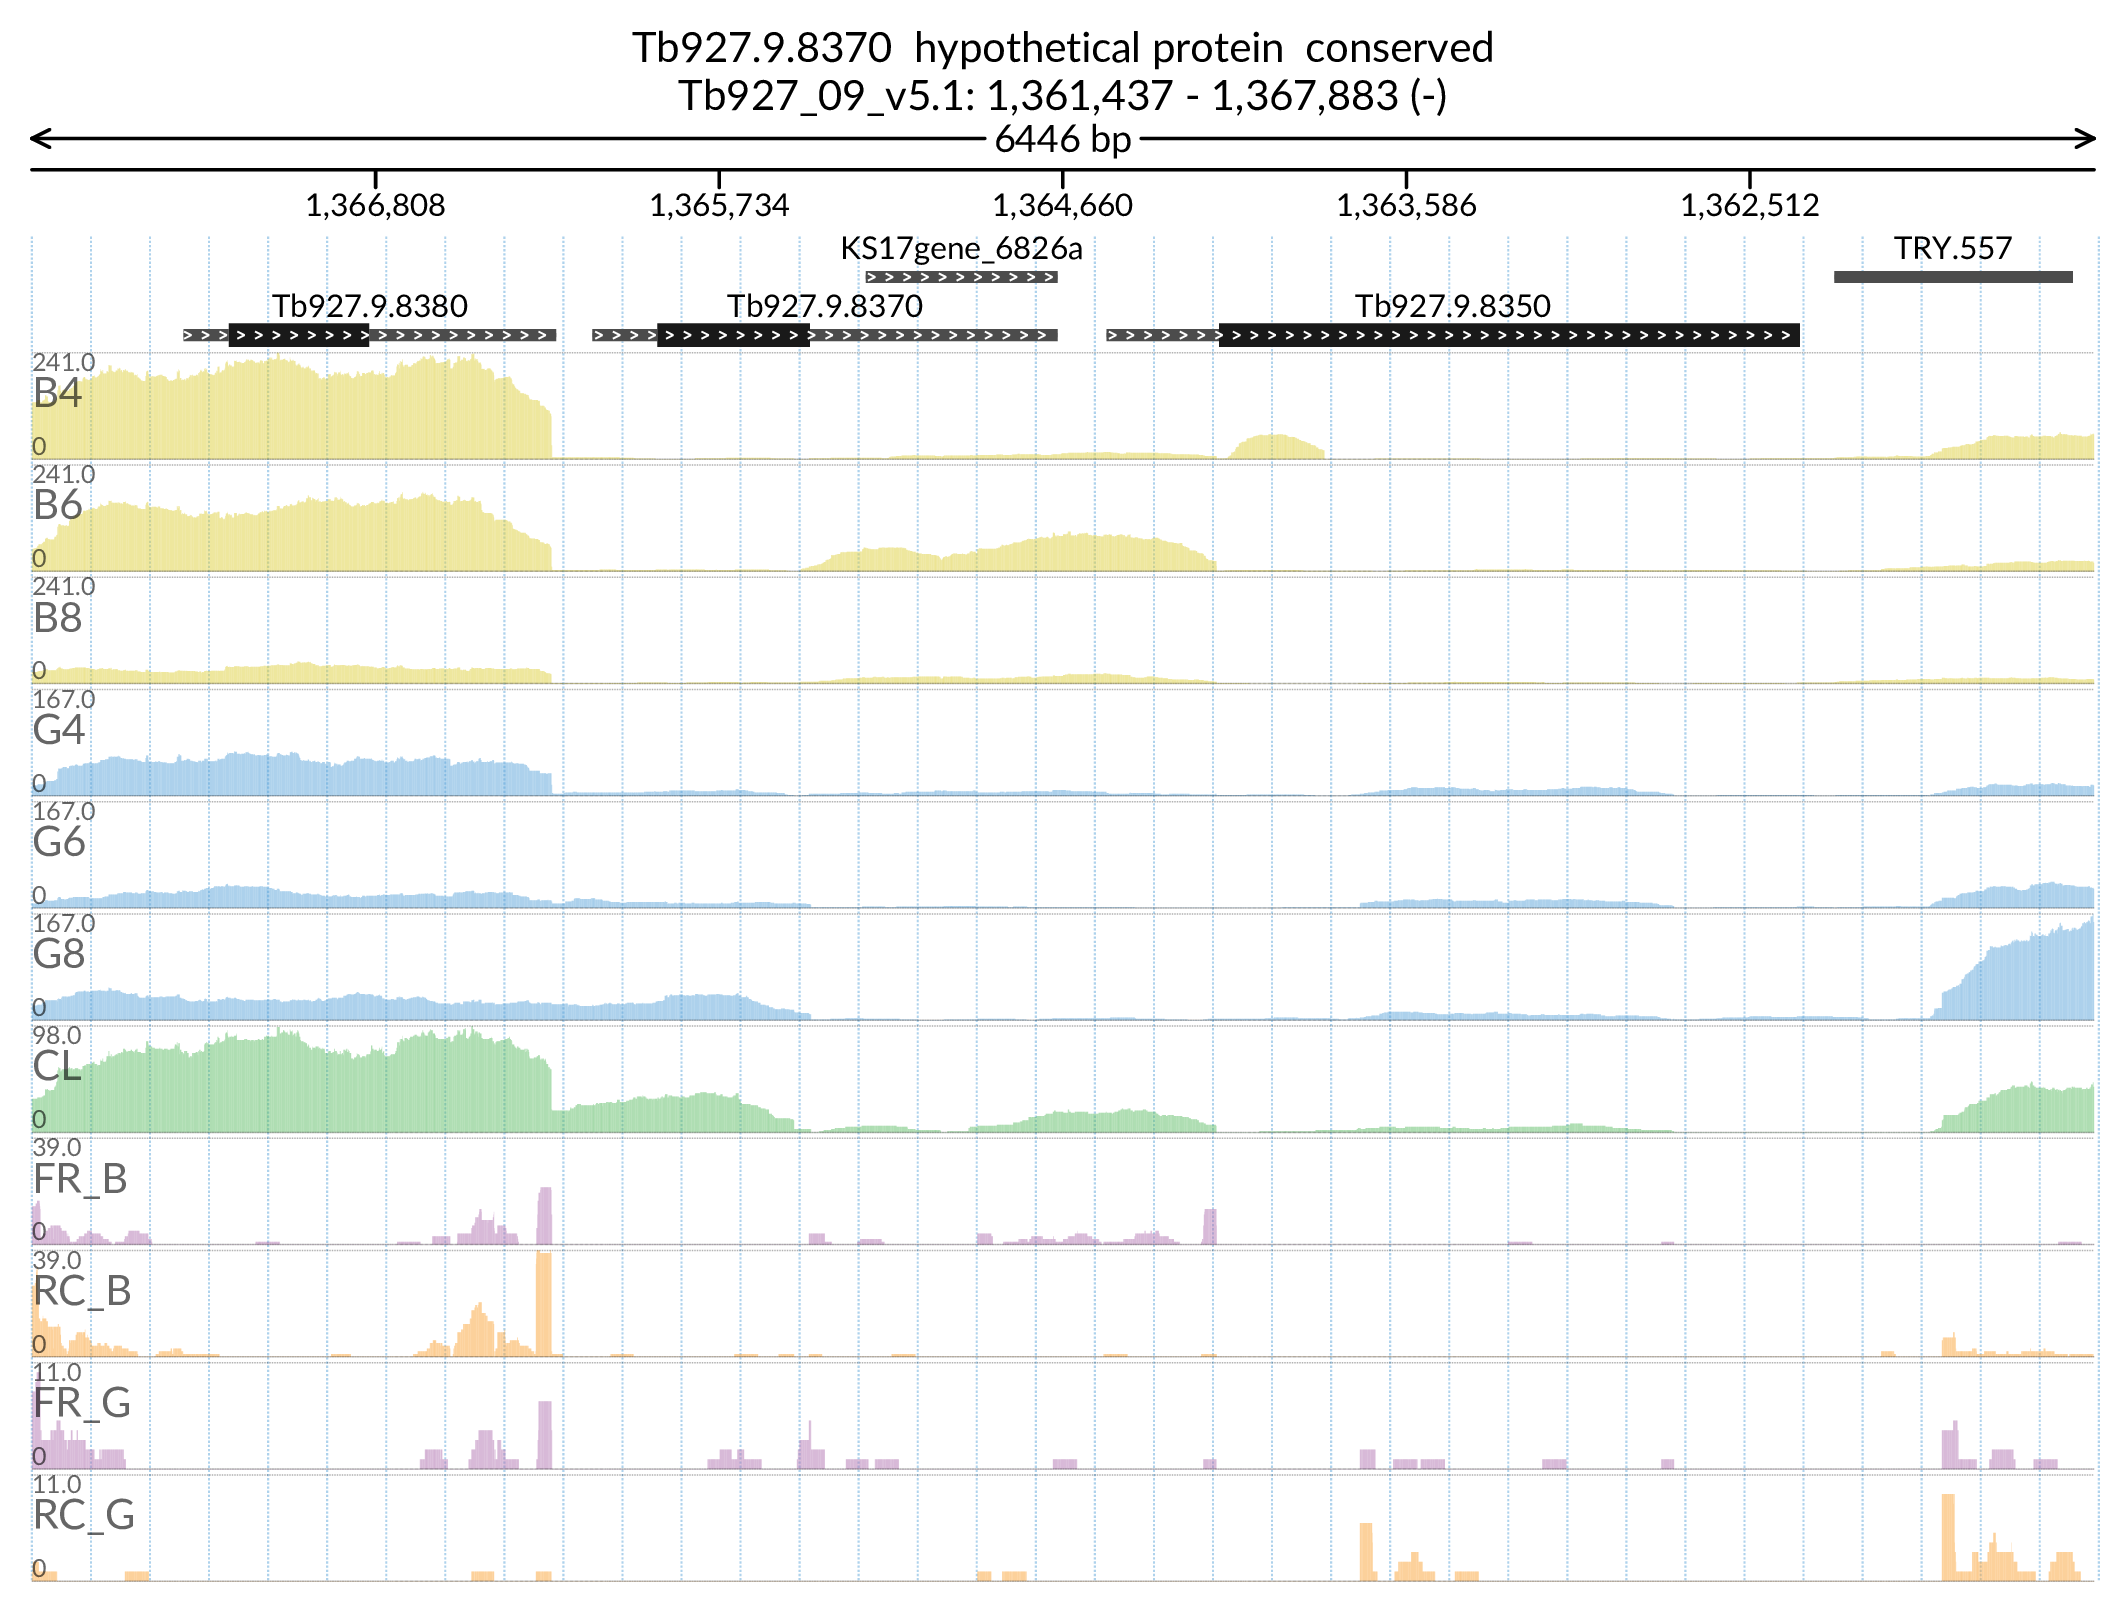 Tb927.9.8370 hypothetical protein conserved
Tb927_09_v5.1: 1,361,437 - 1,367,883 (-)
6446 bp
1,366,808 1,365,734 1,364,660 1,363,586 1,362,512
KS17gene_6826a TRY.557
Tb927.9.8380 Tb927.9.8370 Tb927.9.8350
241.0
B4
0
241.0
B6
0
241.0
B8
0
167.0
G4
0
167.0
G6
0
167.0
G8
0
98.0
CL
0
39.0
FR_B
0
39.0
RC_B
0
11.0
FR_G
0
11.0
RC_G
0